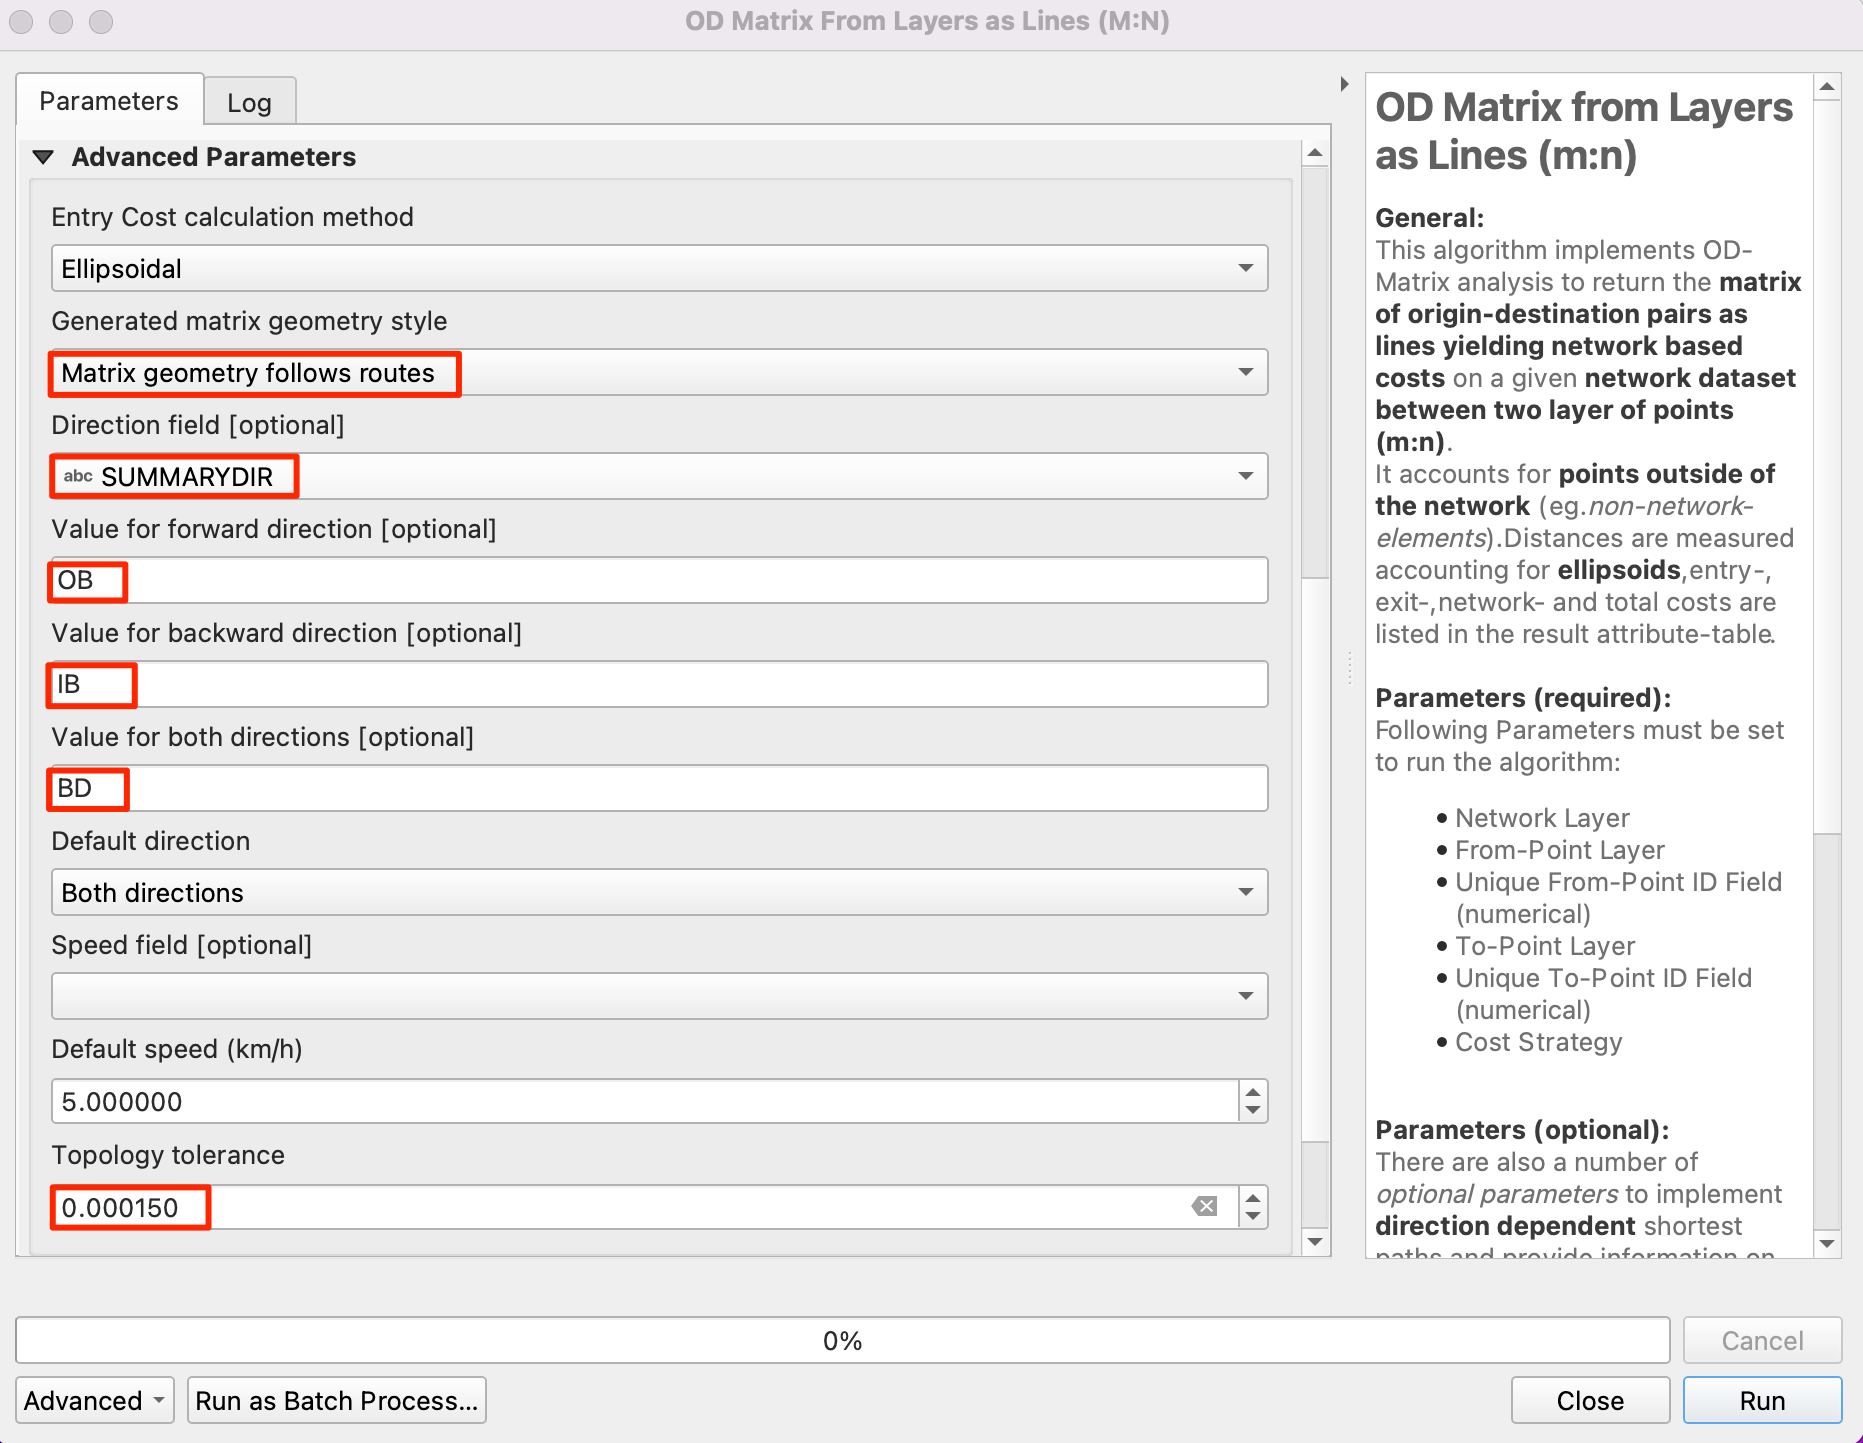 OD Matrix From Layers as Lines (M:N)
Parameters
Log
Advanced Parameters
Entry Cost calculation method
Ellipsoidal
Generated matrix geometry style
Matrix geometry follows routes
Direction field [optional]
abc SUMMARYDIR
Value for forward direction [optional]
OB
Value for backward direction [optional]
IB
Value for both directions [optional]
BD
Default direction
Both directions
Speed field [optional]
Default speed (km/h)
5.000000
Topology tolerance
0.000150
OD Matrix from Layers
as Lines (m:n)
General:
This algorithm implements OD-
Matrix analysis to return the matrix
of origin-destination pairs as
lines yielding network based
costs on a given network dataset
between two layer of points
(m:n).
It accounts for points outside of
the network (eg.non-network-
elements).Distances are measured
accounting for ellipsoids,entry-,
exit-,network- and total costs are
listed in the result attribute-table.
Parameters (required):
Following Parameters must be set
to run the algorithm:
• Network Layer
• From-Point Layer
• Unique From-Point ID Field
(numerical)
• To-Point Layer
• Unique To-Point ID Field
(numerical)
• Cost Strategy
Parameters (optional):
There are also a number of
optional parameters to implement
direction dependent shortest
paths and provide information on
0%
Cancel
Advanced
Run as Batch Process...
Close
Run